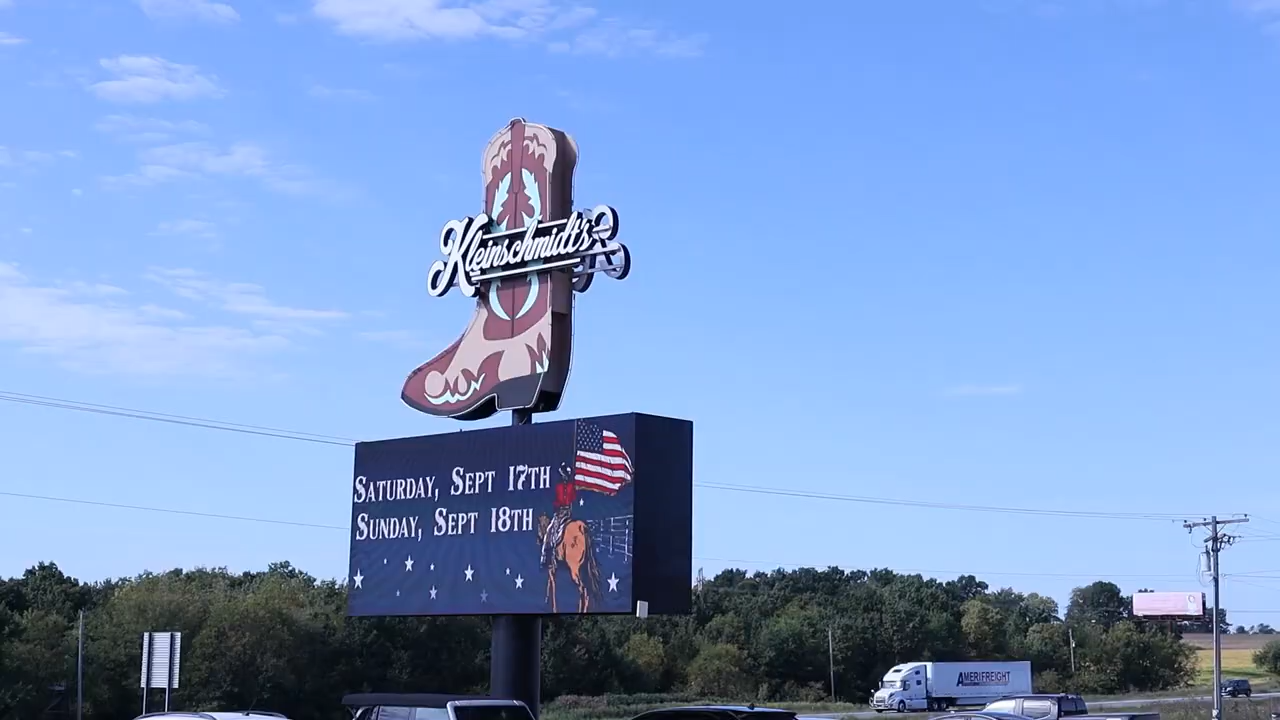 Kleinschmidt's
Saturday, Sept 17th
Sunday, Sept 18th
AMERIFREIGHT